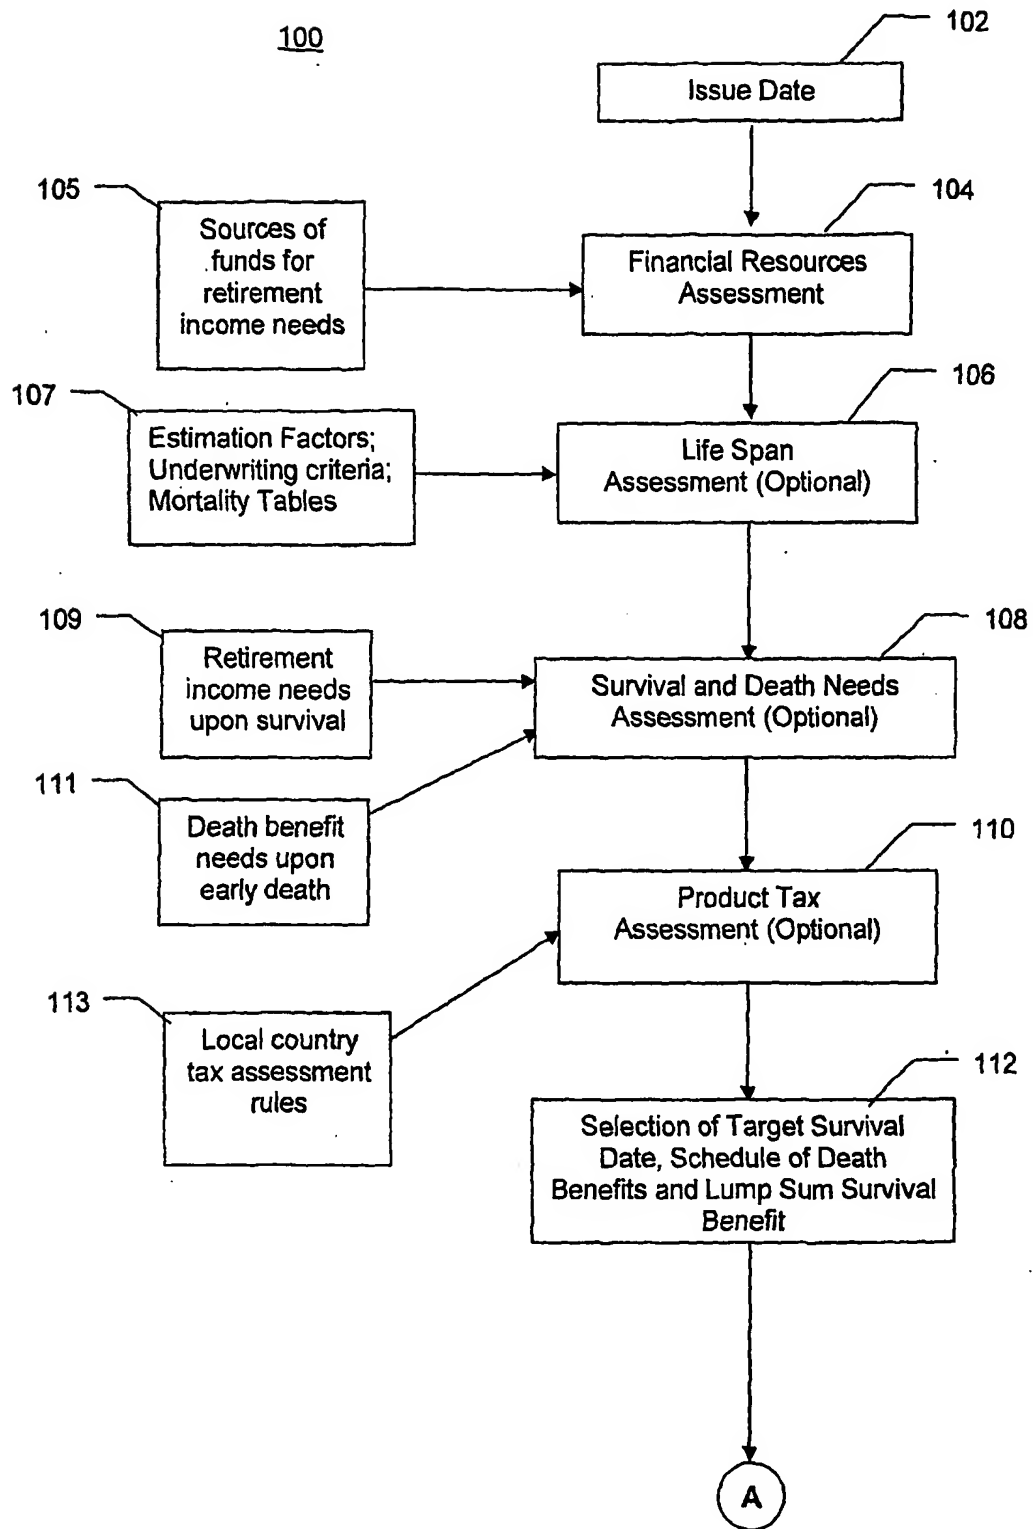 100
102
Issue Date
105
104
Sources of
funds for
retirement
income needs
Financial Resources
Assessment
107
106
Estimation Factors;
Underwriting criteria;
Mortality Tables
Life Span
Assessment (Optional)
109
108
Retirement
income needs
upon survival
Survival and Death Needs
Assessment (Optional)
111
Death benefit
needs upon
early death
110
Product Tax
Assessment (Optional)
113
Local country
tax assessment
rules
112
Selection of Target Survival
Date, Schedule of Death
Benefits and Lump Sum Survival
Benefit
A